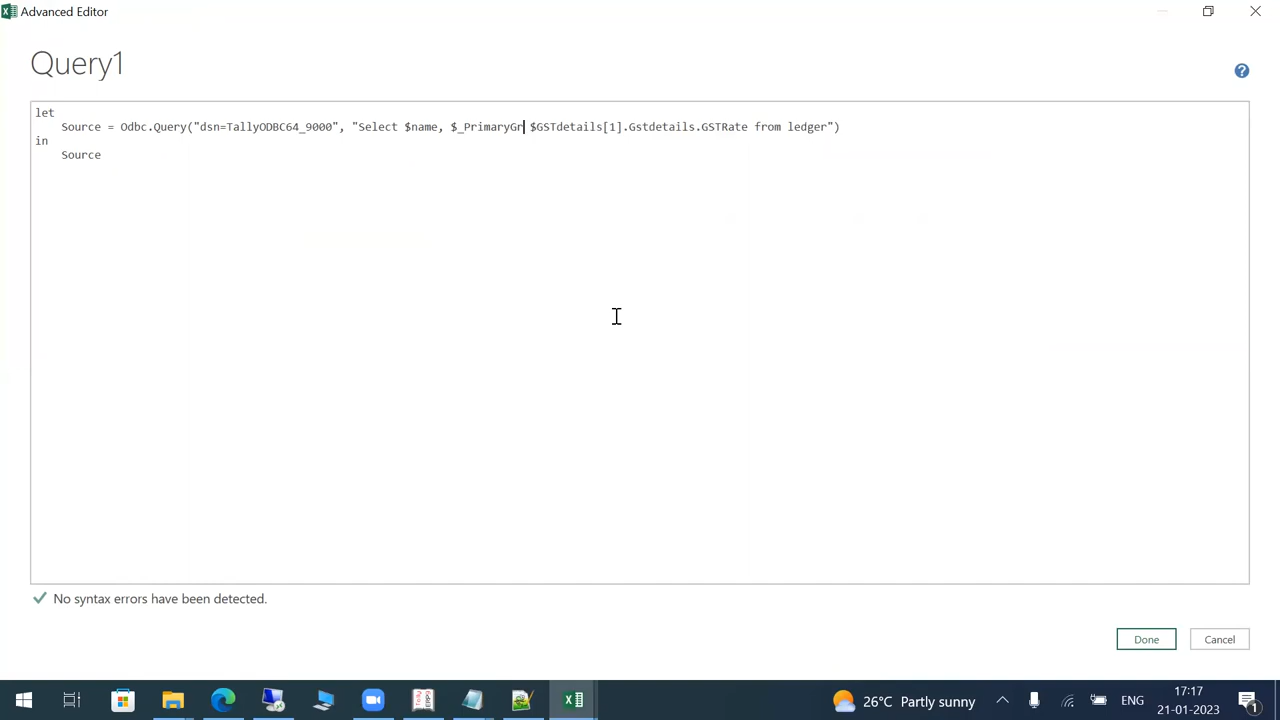 Advanced Editor
Query1
let
Source = Odbc.Query("dsn=TallyODBC64_9000", "Select $name, $_PrimaryGr $GSTdetails[1].Gstdetails.GSTRate from ledger")
in
Source
No syntax errors have been detected.
Done Cancel
26°C Partly sunny ENG 17:17
21-01-2023 1